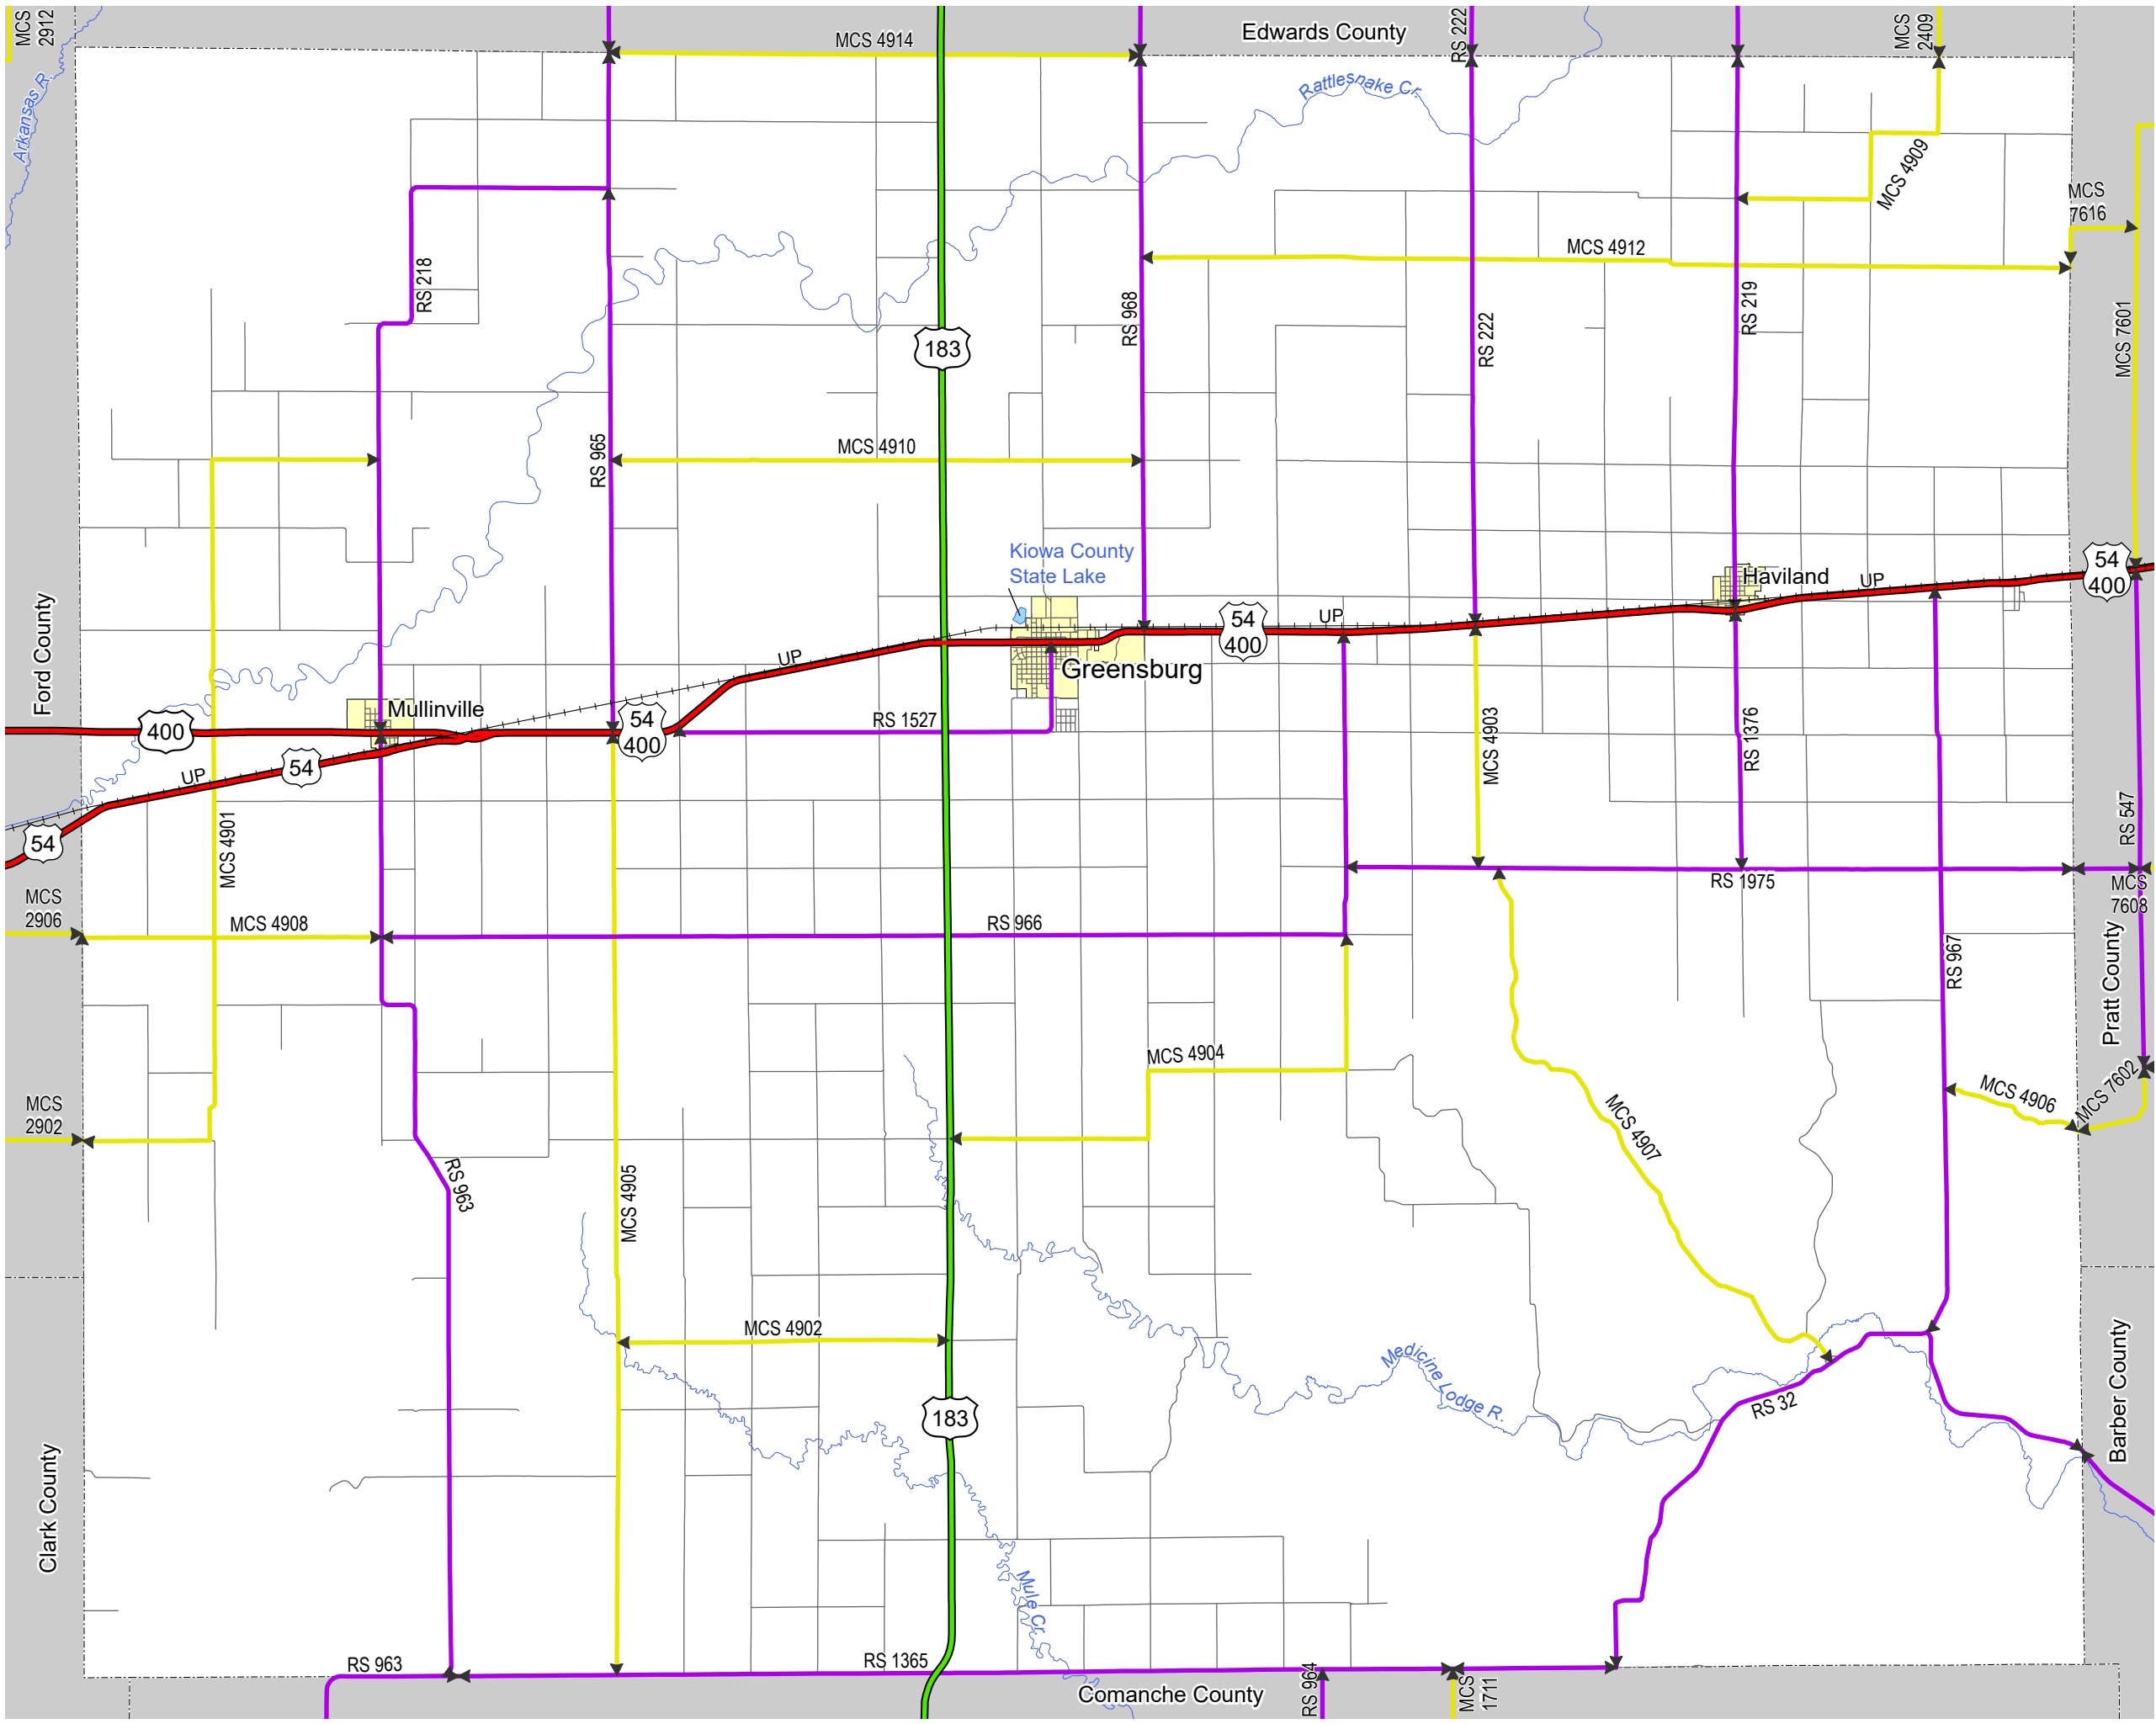 MCS
2912
MCS 4914
Edwards County
RS 222
MCS
2409
Arkansas R.
Rattlesnake Cr.
MCS 4909
MCS
7616
MCS 4912
RS 218
RS 968
RS 222
RS 219
MCS 7601
183
RS 965
MCS 4910
Kiowa County
State Lake
Haviland
UP
54
400
Ford County
54
400
UP
UP
Greensburg
Mullinville
400
54
400
RS 1527
MCS 4903
RS 1376
UP
54
54
MCS 4901
RS 547
RS 1975
MCS
7608
MCS
2906
MCS 4908
RS 966
RS 967
Pratt County
MCS 4904
MCS
2902
MCS 4907
MCS 4906
MCS 7602
RS 963
MCS 4905
MCS 4902
Medicine Lodge R.
183
RS 32
Barber County
Clark County
Mule Cr.
RS 963
RS 1365
RS 964
MCS
1711
Comanche County